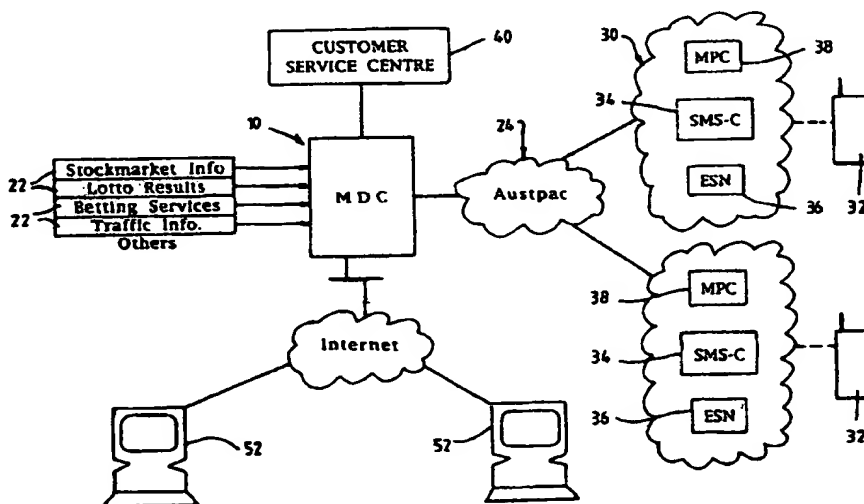 CUSTOMER
SERVICE CENTRE
40
30
MPC
38
34
SMS-C
ESN
36
32
10
MDC
24
Austpac
22
Stockmarket Info
Lotto Results
22
Betting Services
Traffic Info.
Others
38
MPC
34
SMS-C
36
ESN
32
Internet
52
52